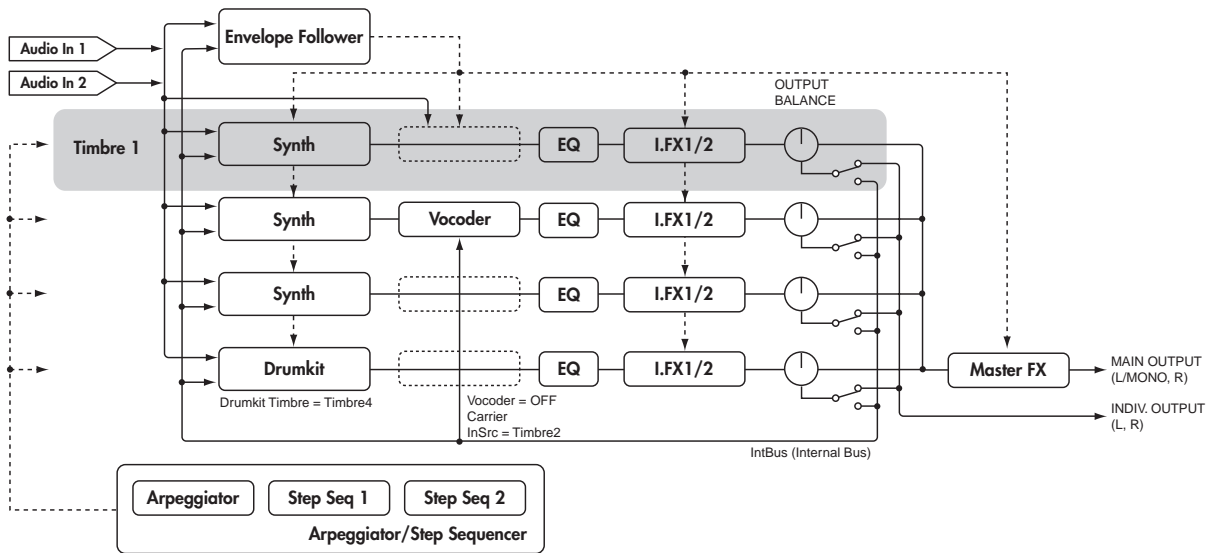 Envelope Follower
Audio In 1
Audio In 2
OUTPUT
BALANCE
Timbre 1
Synth
EQ
I.FX1/2
Synth
Vocoder
EQ
I.FX1/2
Synth
EQ
I.FX1/2
Drumkit
EQ
I.FX1/2
Master FX
MAIN OUTPUT
(L/MONO, R)
Drumkit Timbre = Timbre4
Vocoder = OFF
Carrier
InSrc = Timbre2
INDIV. OUTPUT
(L, R)
IntBus (Internal Bus)
Arpeggiator
Step Seq 1
Step Seq 2
Arpeggiator/Step Sequencer